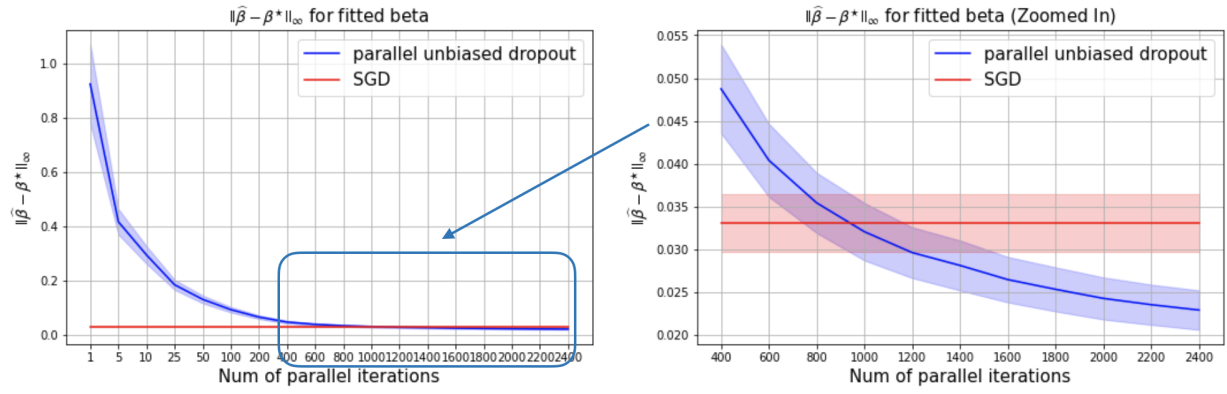 ‖β̂ − β⋆‖∞ for fitted beta
parallel unbiased dropout
SGD
1.0
0.8
0.6
0.4
0.2
0.0
‖β̂ − β⋆‖∞
1 5 10 25 50 100 200 400 600 800 1000 1200 1400 1600 1800 2000 2200 2400
Num of parallel iterations
‖β̂ − β⋆‖∞ for fitted beta (Zoomed In)
parallel unbiased dropout
SGD
0.055
0.050
0.045
0.040
0.035
0.030
0.025
0.020
‖β̂ − β⋆‖∞
400 600 800 1000 1200 1400 1600 1800 2000 2200 2400
Num of parallel iterations